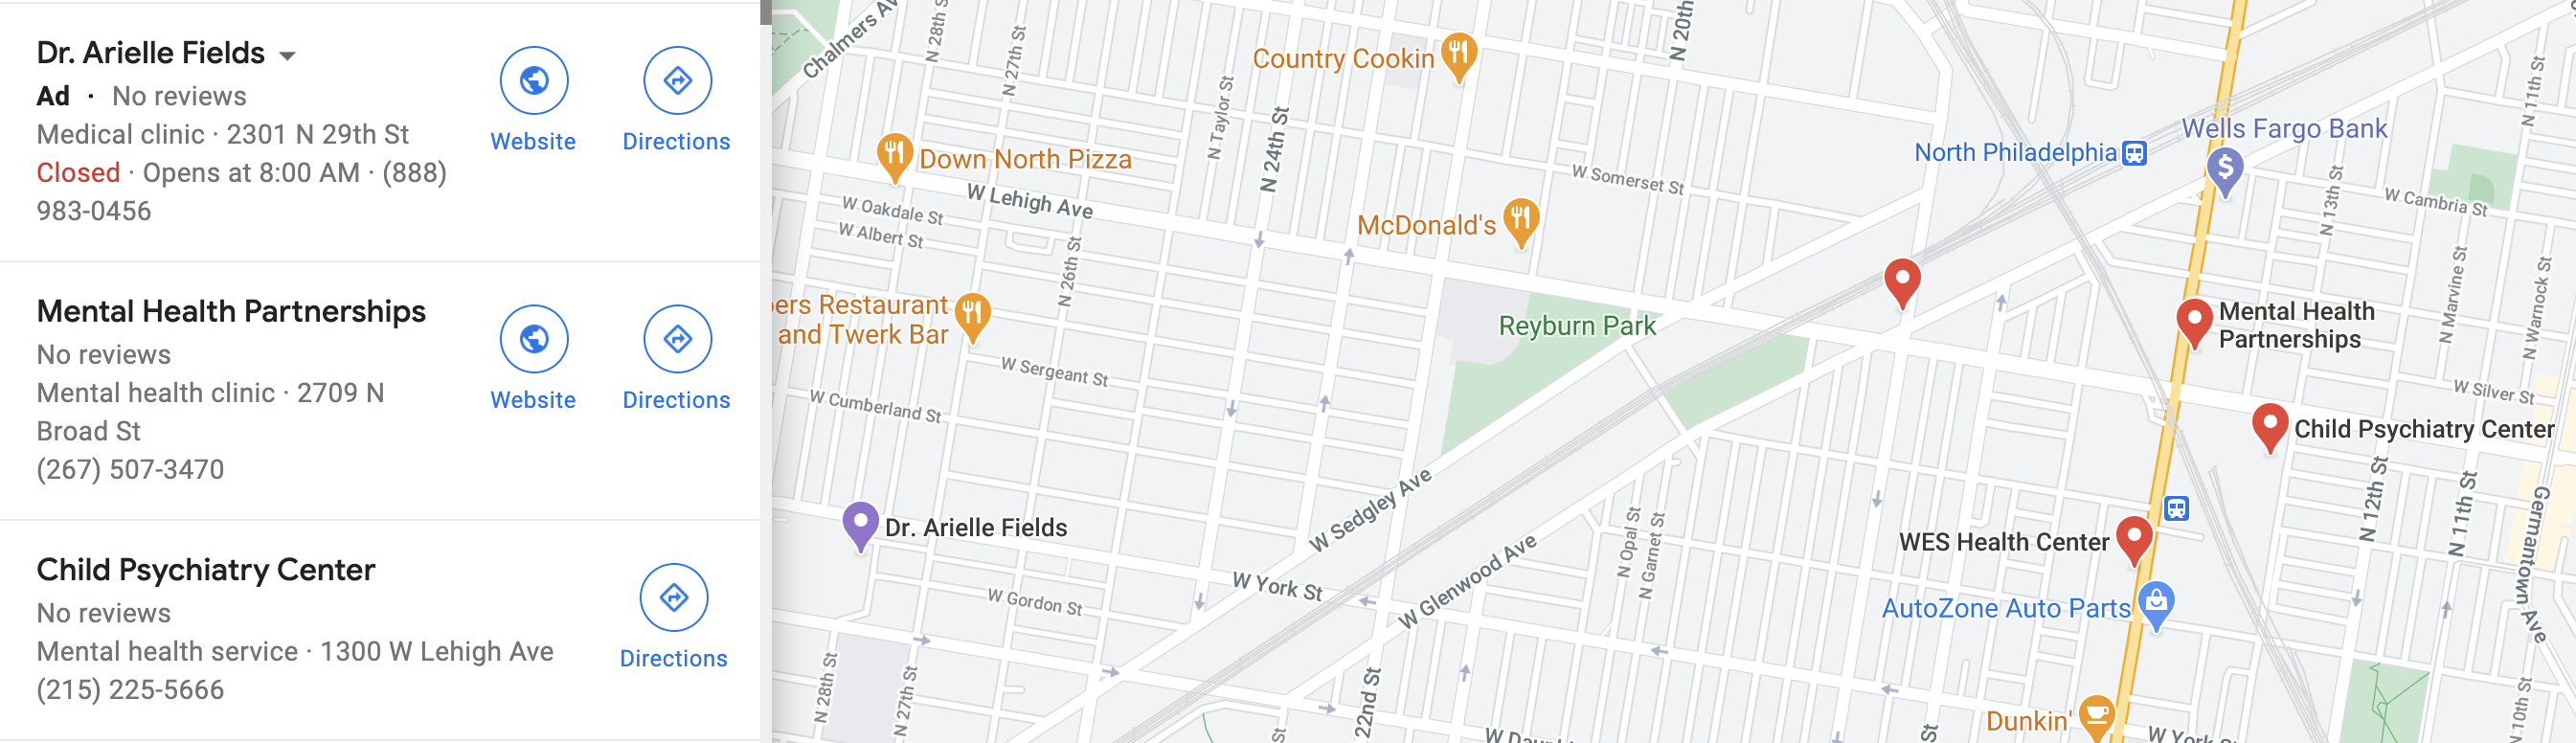 Dr. Arielle Fields
Ad · No reviews
Medical clinic · 2301 N 29th St
Closed · Opens at 8:00 AM · (888)
983-0456
Website
Directions
Mental Health Partnerships
No reviews
Mental health clinic · 2709 N
Broad St
(267) 507-3470
Website
Directions
Child Psychiatry Center
No reviews
Mental health service · 1300 W Lehigh Ave
(215) 225-5666
Directions
Chalmers Av
N 28th S
N 27th St
Country Cookin
N 20th
N Taylor St
N 24th St
Down North Pizza
W Lehigh Ave
W Oakdale St
W Albert St
N 26th St
McDonald's
W Somerset St
North Philadelphia
Wells Fargo Bank
$
N 11th St
N 13th St
W Cambria St
N Marvine St
N Warnock St
ers Restaurant
and Twerk Bar
Reyburn Park
Mental Health
Partnerships
W Sergeant St
W Cumberland St
W Silver St
Child Psychiatry Center
Dr. Arielle Fields
W Sedgley Ave
N Opal St
N Garnet St
WES Health Center
N 12th St
N 11th St
Germantown Ave
W York St
W Glenwood Ave
W Gordon St
AutoZone Auto Parts
N 28th St
N 27th St
St
22nd St
W Dauph
St
Dunkin'
W York St
N 10th St